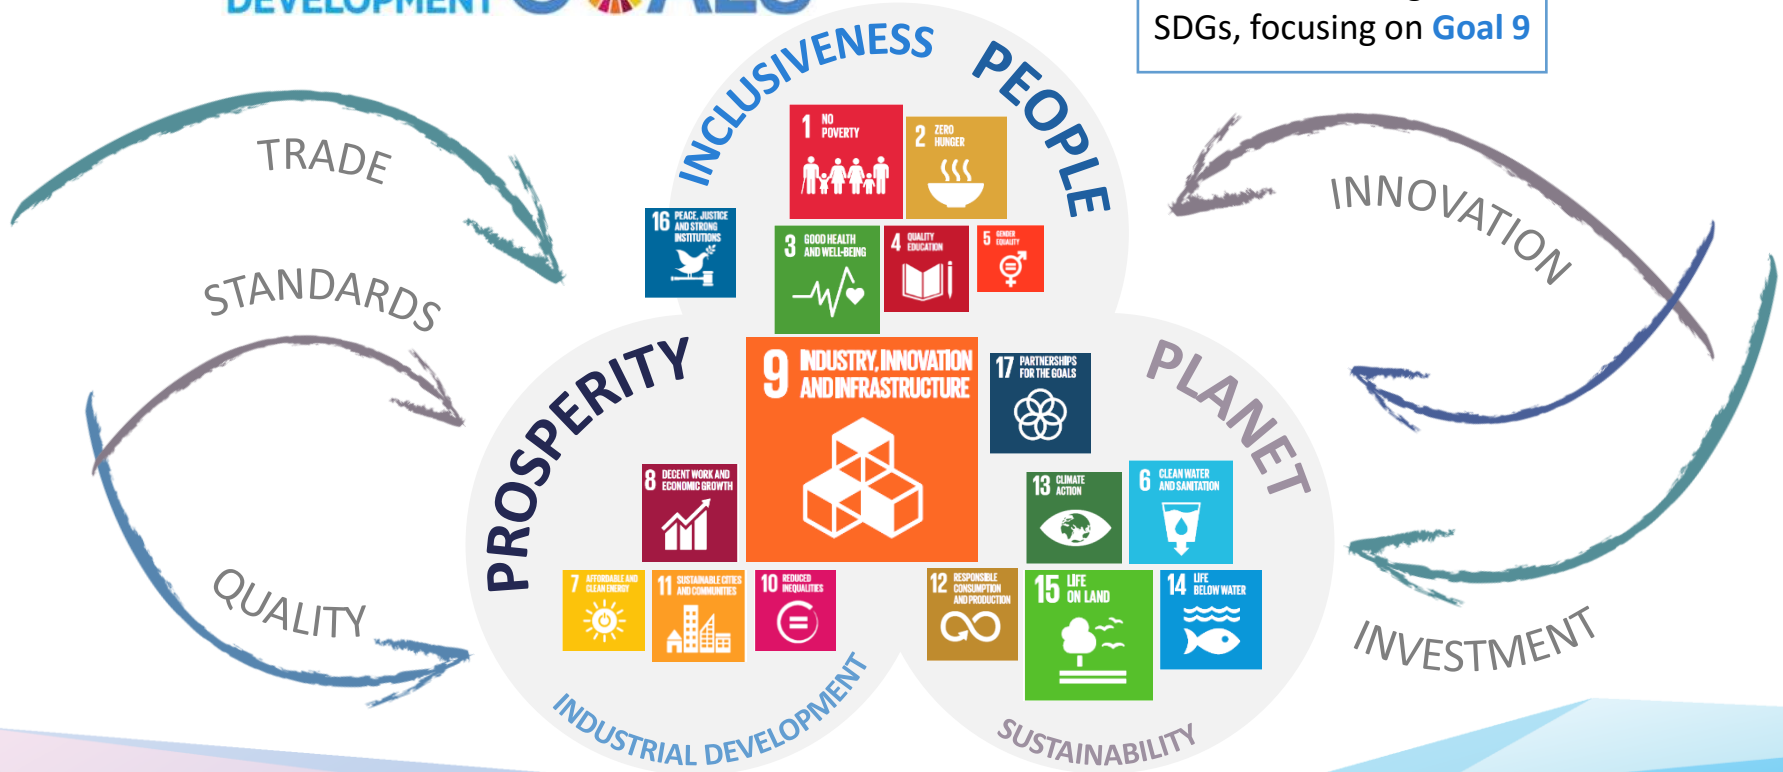 DEVELOPMENT GOALS
SDGs, focusing on Goal 9
INCLUSIVENESS
PEOPLE
TRADE
STANDARDS
QUALITY
INNOVATION
INVESTMENT
1 NO
POVERTY
2 ZERO
HUNGER
16 PEACE, JUSTICE
AND STRONG
INSTITUTIONS
3 GOOD HEALTH
AND WELL-BEING
4 QUALITY
EDUCATION
5 GENDER
EQUALITY
PROSPERITY
9 INDUSTRY, INNOVATION
AND INFRASTRUCTURE
17 PARTNERSHIPS
FOR THE GOALS
PLANET
8 DECENT WORK AND
ECONOMIC GROWTH
13 CLIMATE
ACTION
6 CLEAN WATER
AND SANITATION
7 AFFORDABLE AND
CLEAN ENERGY
11 SUSTAINABLE CITIES
AND COMMUNITIES
10 REDUCED
INEQUALITIES
12 RESPONSIBLE
CONSUMPTION
AND PRODUCTION
15 LIFE
ON LAND
14 LIFE
BELOW WATER
INDUSTRIAL DEVELOPMENT
SUSTAINABILITY